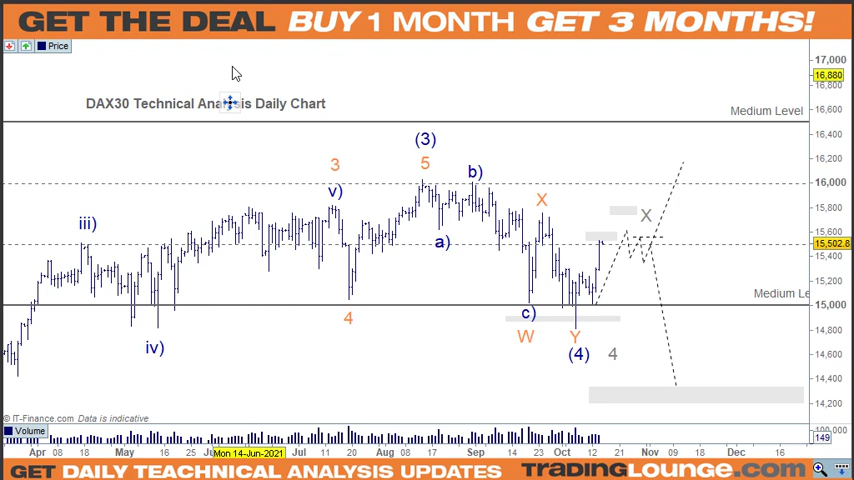 GET THE DEAL BUY 1 MONTH GET 3 MONTHS!
Price
17,000
16,880
16,800
DAX30 Technical Analysis Daily Chart
Medium Level
16,600
16,400
(3)
3
5
b)
16,200
v)
X
16,000
iii)
a)
X
15,800
15,600
15,502.8
15,400
15,200
Medium Le
15,000
4
c)
W
Y
14,800
iv)
(4)
4
14,600
14,400
14,200
© IT-Finance.com Data is indicative
Volume
100,000
149
Apr 08 18 May 16 25 Ju Mon 14-Jun-2021 Jul 11 20 Aug 08 17 Sep 14 23 Oct 12 21 Nov 09 23 Dec 16
GET DAILY TEACHNICAL ANALYSIS UPDATES TRADINGLOUNGE.com